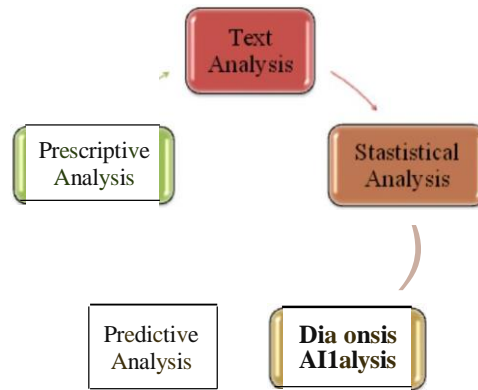 Text
Analysis
Prescriptive
Analysis
Stastistical
Analysis
Predictive
Analysis
Dia onsis
AI1alysis